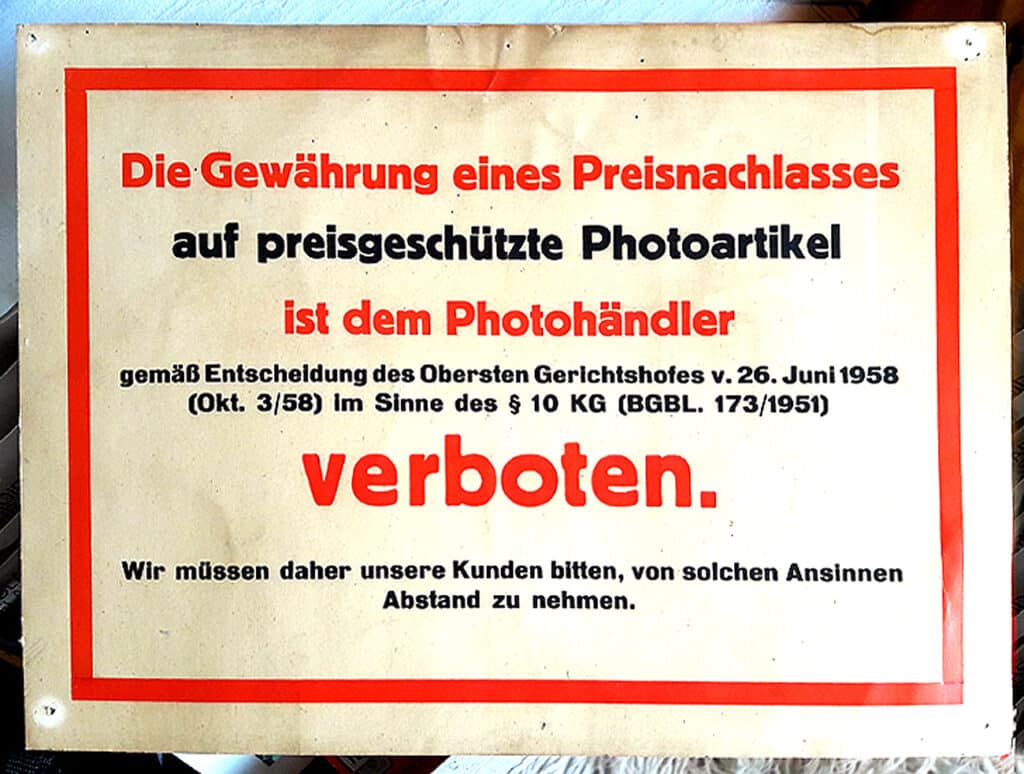 Die Gewährung eines Preisnachlasses
auf preisgeschützte Photoartikel
ist dem Photohändler
gemäß Entscheidung des Obersten Gerichtshofes v. 26. Juni 1958
(Okt. 3/58) im Sinne des § 10 KG (BGBL. 173/1951)
verboten.
Wir müssen daher unsere Kunden bitten, von solchen Ansinnen
Abstand zu nehmen.